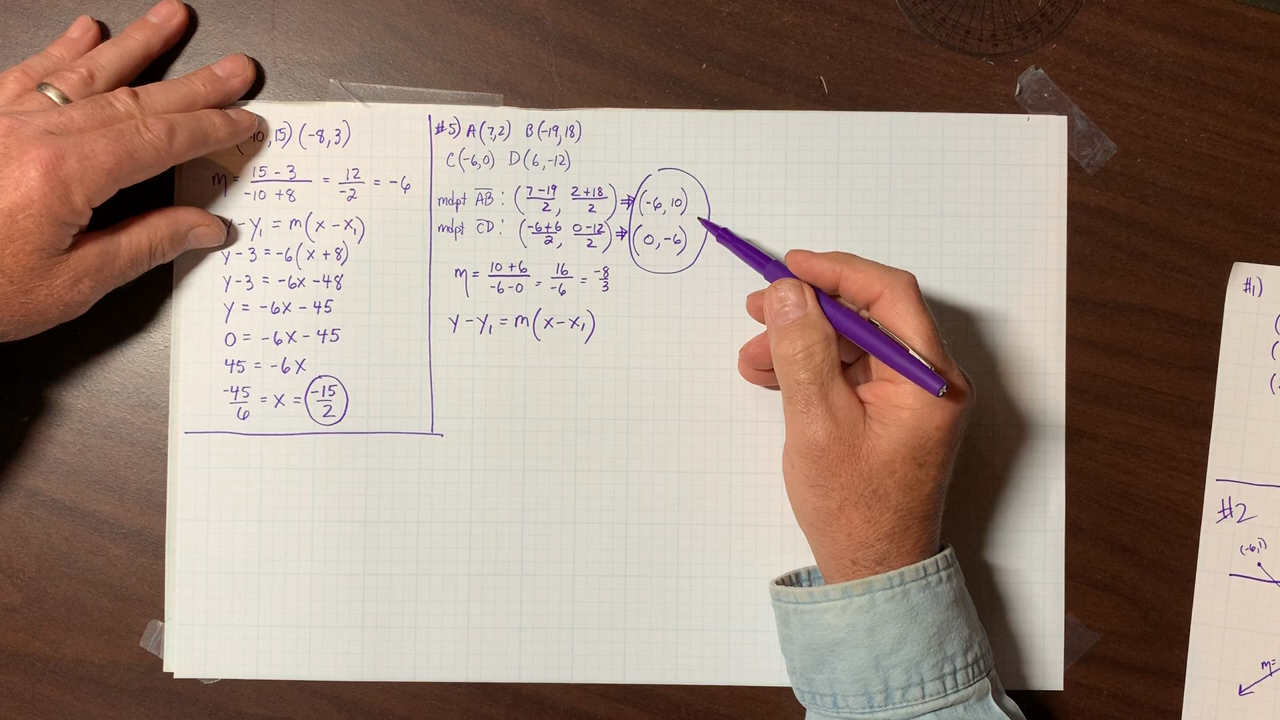 10, 15) (-8, 3)
m = (15 - 3)/(-10 + 8) = 12/-2 = -6
y - y₁ = m(x - x₁)
y - 3 = -6(x + 8)
y - 3 = -6x - 48
y = -6x - 45
0 = -6x - 45
45 = -6x
-45/6 = x = -15/2
#5) A(7, 2) B(-19, 18)
C(-6, 0) D(6, -12)
mdpt A̅B̅ : ((7 - 19)/2, (2 + 18)/2) ⇒ (-6, 10)
mdpt C̅D̅ : ((-6 + 6)/2, (0 - 12)/2) ⇒ (0, -6)
m = (10 + 6)/(-6 - 0) = 16/-6 = -8/3
y - y₁ = m(x - x₁)
#1)
#2
(-6, 1)
m=